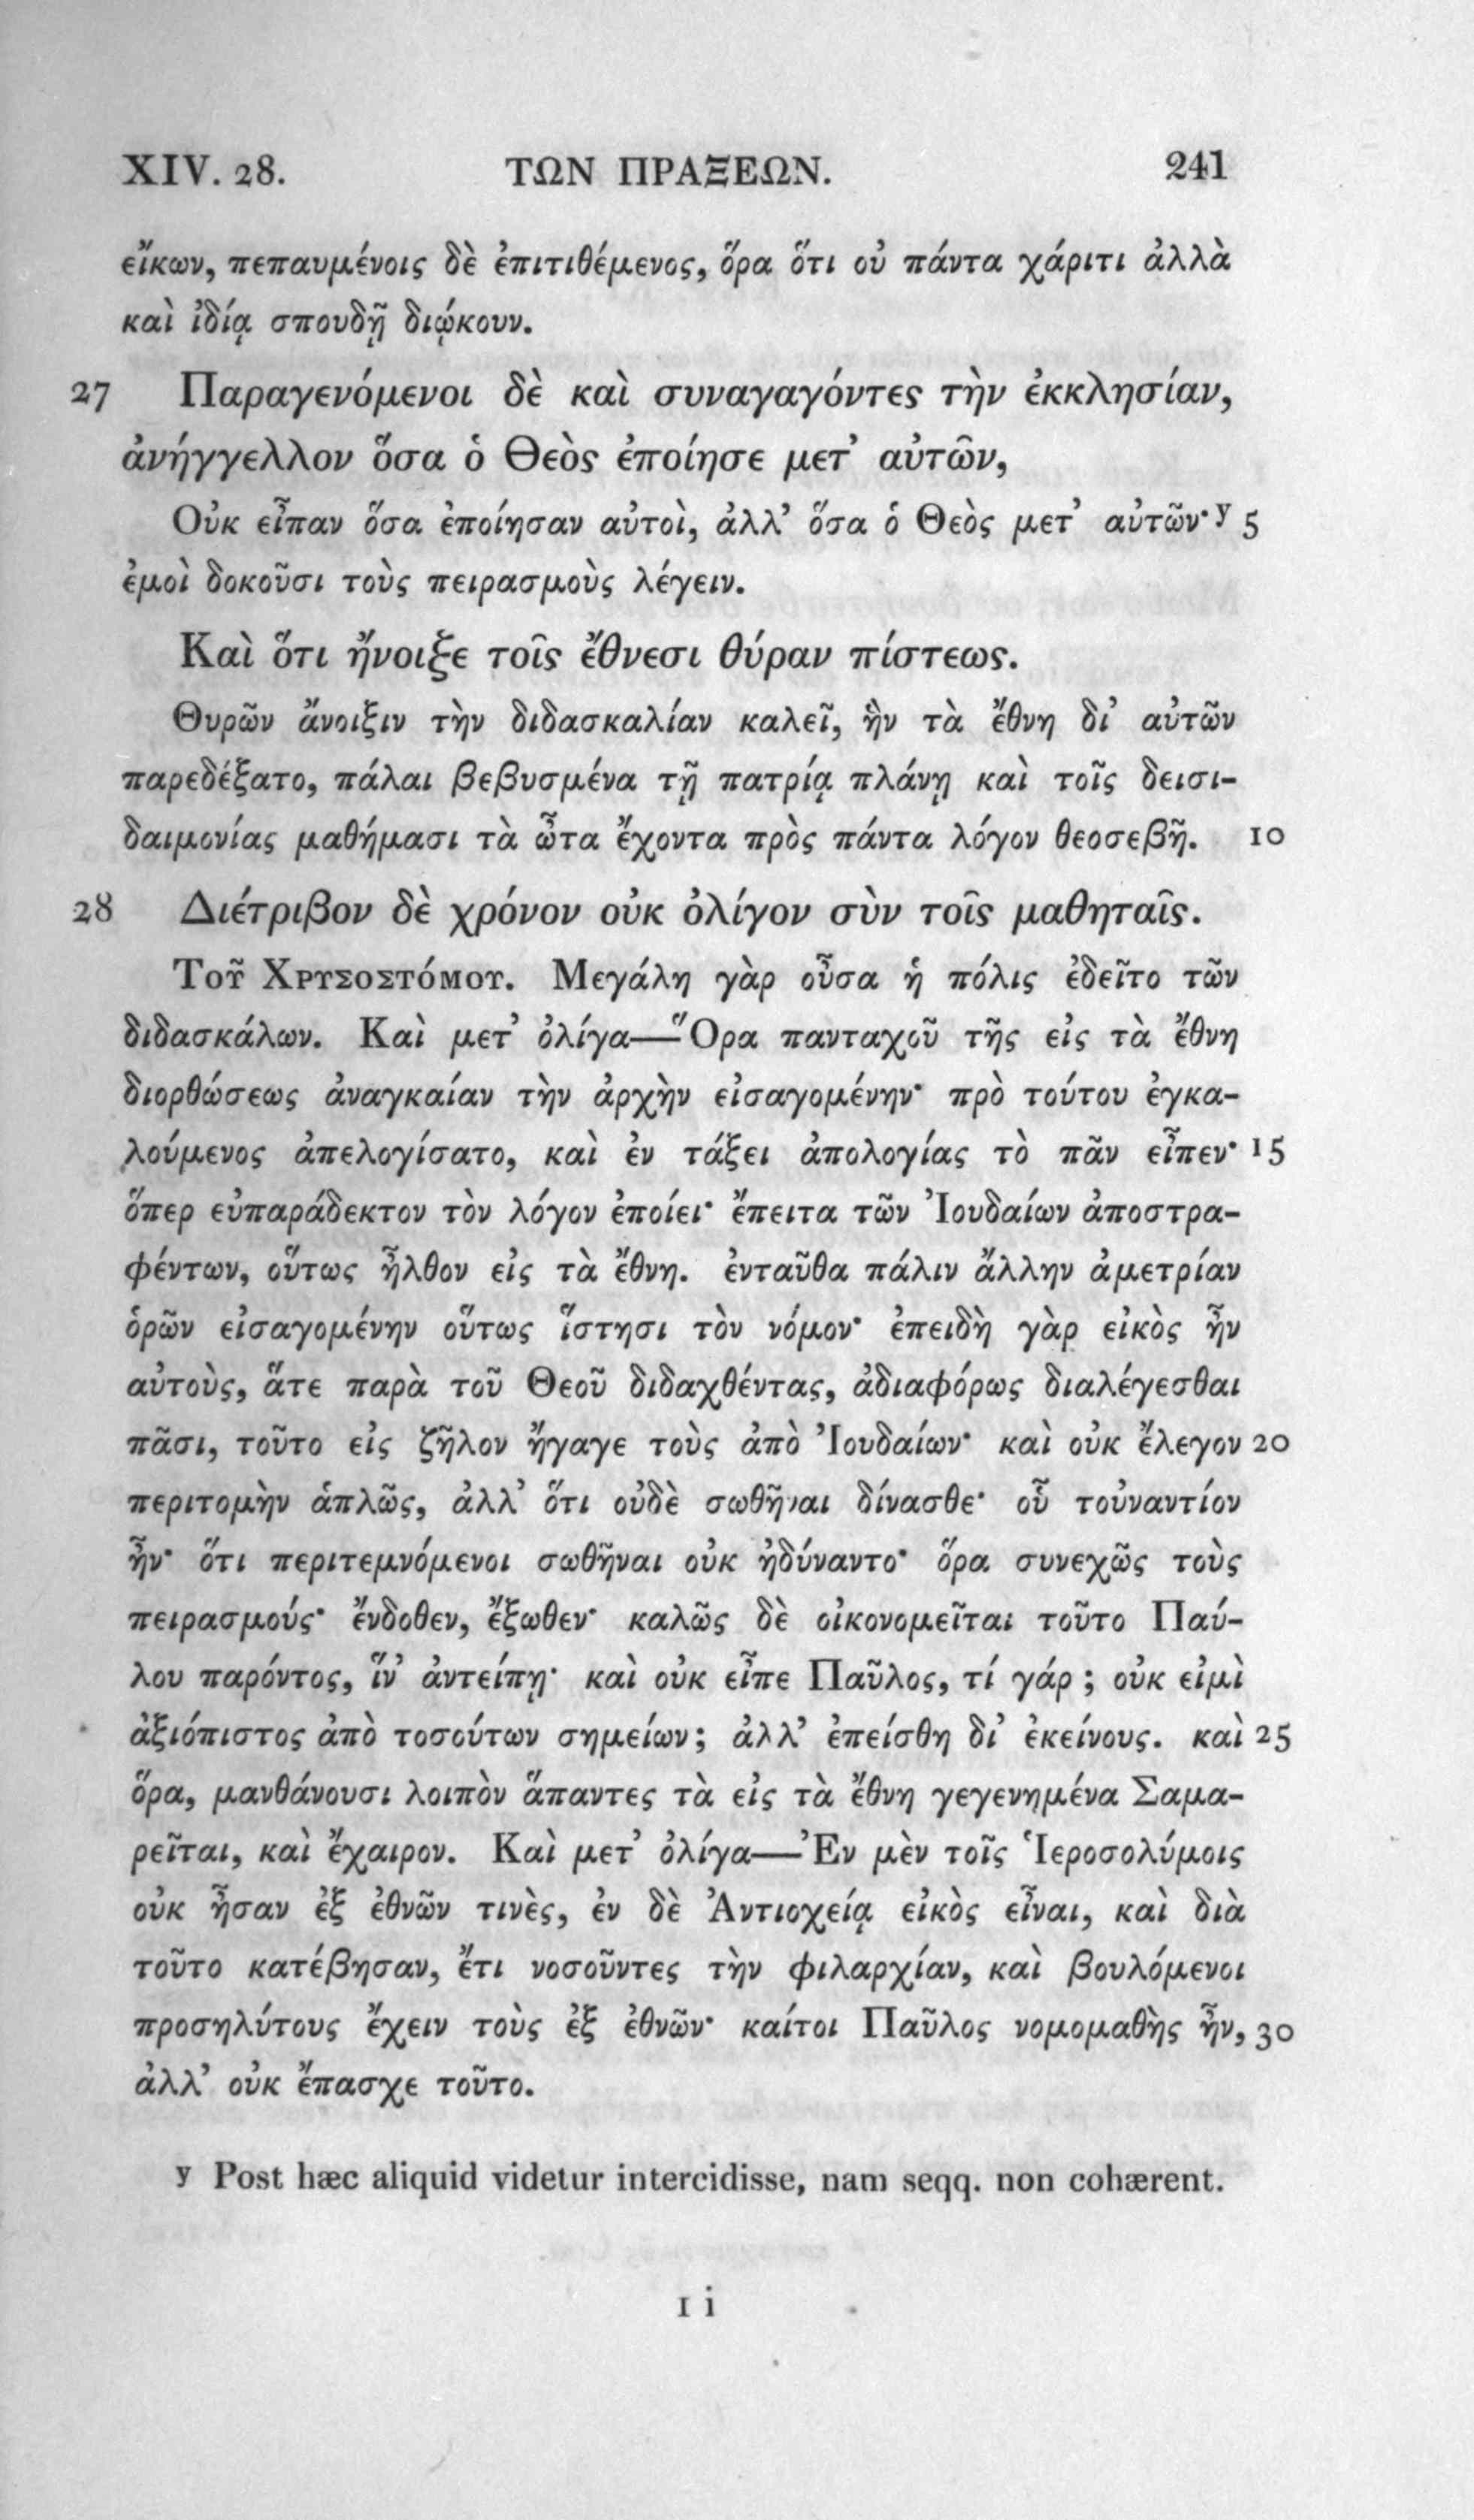 XIV. 28. ΤΩΝ ΠΡΑΞΕΩΝ. 241
εἴκων, πεπαυμένοις δὲ ἐπιτιθέμενος, ὅρα ὅτι οὐ πάντα χάριτι ἀλλὰ
καὶ ἰδίᾳ σπουδῇ διῴκουν.
27 Παραγενόμενοι δὲ καὶ συναγαγόντες τὴν ἐκκλησίαν,
ἀνήγγελλον ὅσα ὁ Θεὸς ἐποίησε μετ᾽ αὐτῶν,
Οὐκ εἶπαν ὅσα ἐποίησαν αὐτοὶ, ἀλλ᾽ ὅσα ὁ Θεὸς μετ᾽ αὐτῶν·y 5
ἐμοὶ δοκοῦσι τοὺς πειρασμοὺς λέγειν.
Καὶ ὅτι ἤνοιξε τοῖς ἔθνεσι θύραν πίστεως.
Θυρῶν ἄνοιξιν τὴν διδασκαλίαν καλεῖ, ἣν τὰ ἔθνη δι᾽ αὐτῶν
παρεδέξατο, πάλαι βεβυσμένα τῇ πατρίᾳ πλάνῃ καὶ τοῖς δεισι-
δαιμονίας μαθήμασι τὰ ὦτα ἔχοντα πρὸς πάντα λόγον θεοσεβῆ. 10
28 Διέτριβον δὲ χρόνον οὐκ ὀλίγον σὺν τοῖς μαθηταῖς.
Τοῦ Χρυσοστόμου. Μεγάλη γὰρ οὖσα ἡ πόλις ἐδεῖτο τῶν
διδασκάλων. Καὶ μετ᾽ ὀλίγα—Ὅρα πανταχοῦ τῆς εἰς τὰ ἔθνη
διορθώσεως ἀναγκαίαν τὴν ἀρχὴν εἰσαγομένην· πρὸ τούτου ἐγκα-
λούμενος ἀπελογίσατο, καὶ ἐν τάξει ἀπολογίας τὸ πᾶν εἶπεν· 15
ὅπερ εὐπαράδεκτον τὸν λόγον ἐποίει· ἔπειτα τῶν Ἰουδαίων ἀποστρα-
φέντων, οὕτως ἦλθον εἰς τὰ ἔθνη. ἐνταῦθα πάλιν ἄλλην ἀμετρίαν
ὁρῶν εἰσαγομένην οὕτως ἵστησι τὸν νόμον· ἐπειδὴ γὰρ εἰκὸς ἦν
αὐτοὺς, ἅτε παρὰ τοῦ Θεοῦ διδαχθέντας, ἀδιαφόρως διαλέγεσθαι
πᾶσι, τοῦτο εἰς ζῆλον ἤγαγε τοὺς ἀπὸ Ἰουδαίων· καὶ οὐκ ἔλεγον 20
περιτομὴν ἁπλῶς, ἀλλ᾽ ὅτι οὐδὲ σωθῆναι δίνασθε· οὗ τοὐναντίον
ἦν· ὅτι περιτεμνόμενοι σωθῆναι οὐκ ἠδύναντο· ὅρα συνεχῶς τοὺς
πειρασμούς· ἔνδοθεν, ἔξωθεν· καλῶς δὲ οἰκονομεῖται τοῦτο Παύ-
λου παρόντος, ἵν᾽ ἀντείπῃ· καὶ οὐκ εἶπε Παῦλος, τί γάρ ; οὐκ εἰμὶ
ἀξιόπιστος ἀπὸ τοσούτων σημείων; ἀλλ᾽ ἐπείσθη δι᾽ ἐκείνους. καὶ 25
ὅρα, μανθάνουσι λοιπὸν ἅπαντες τὰ εἰς τὰ ἔθνη γεγενημένα Σαμα-
ρεῖται, καὶ ἔχαιρον. Καὶ μετ᾽ ὀλίγα—Ἐν μὲν τοῖς Ἱεροσολύμοις
οὐκ ἦσαν ἐξ ἐθνῶν τινὲς, ἐν δὲ Ἀντιοχείᾳ εἰκὸς εἶναι, καὶ διὰ
τοῦτο κατέβησαν, ἔτι νοσοῦντες τὴν φιλαρχίαν, καὶ βουλόμενοι
προσηλύτους ἔχειν τοὺς ἐξ ἐθνῶν· καίτοι Παῦλος νομομαθὴς ἦν, 30
ἀλλ᾽ οὐκ ἔπασχε τοῦτο.
y Post hæc aliquid videtur intercidisse, nam seqq. non cohærent.
I i